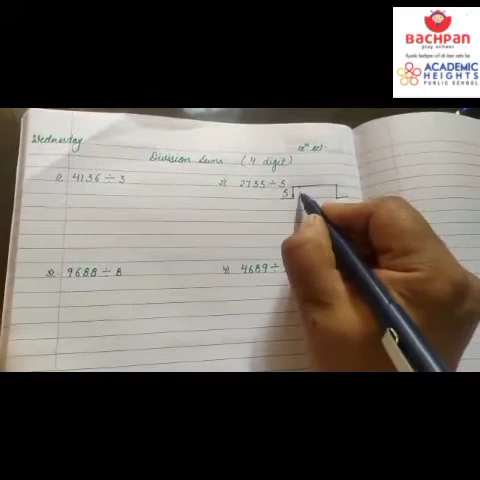 BACHPAN
play school
ACADEMIC
HEIGHTS
PUBLIC SCHOOL
Wednesday
Division Sums (4 digit)
1) 4136 ÷ 3
2) 2735 ÷ 5
5
3) 9688 ÷ 8
4) 4689 ÷